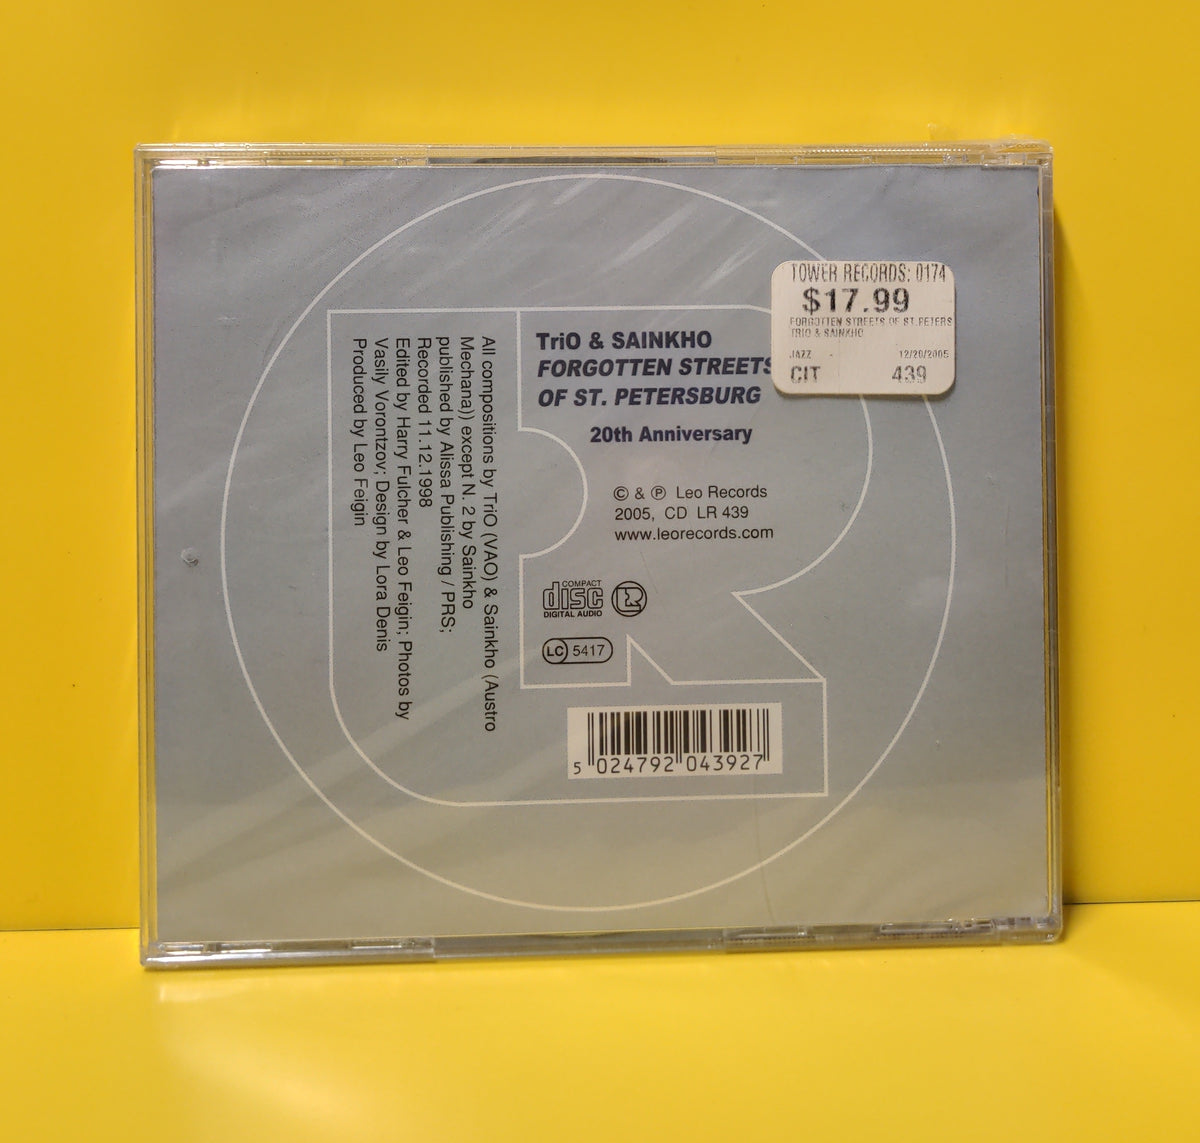 TOWER RECORDS: 0174
$17.99
FORGOTTEN STREETS OF ST.PETERS
TRIO & SAINKHO
JAZZ 12/20/2005
CIT 439
TriO & SAINKHO
FORGOTTEN STREETS
OF ST. PETERSBURG
20th Anniversary
© & ℗ Leo Records
2005, CD LR 439
www.leorecords.com
COMPACT
disc
DIGITAL AUDIO
LC 5417
5 024792 043927
All compositions by TriO (VAO) & Sainkho (Austro
Mechana)) except N. 2 by Sainkho
published by Alissa Publishing / PRS;
Recorded 11.12.1998
Edited by Harry Fulcher & Leo Feigin; Photos by
Vasily Vorontzov; Design by Lora Denis
Produced by Leo Feigin